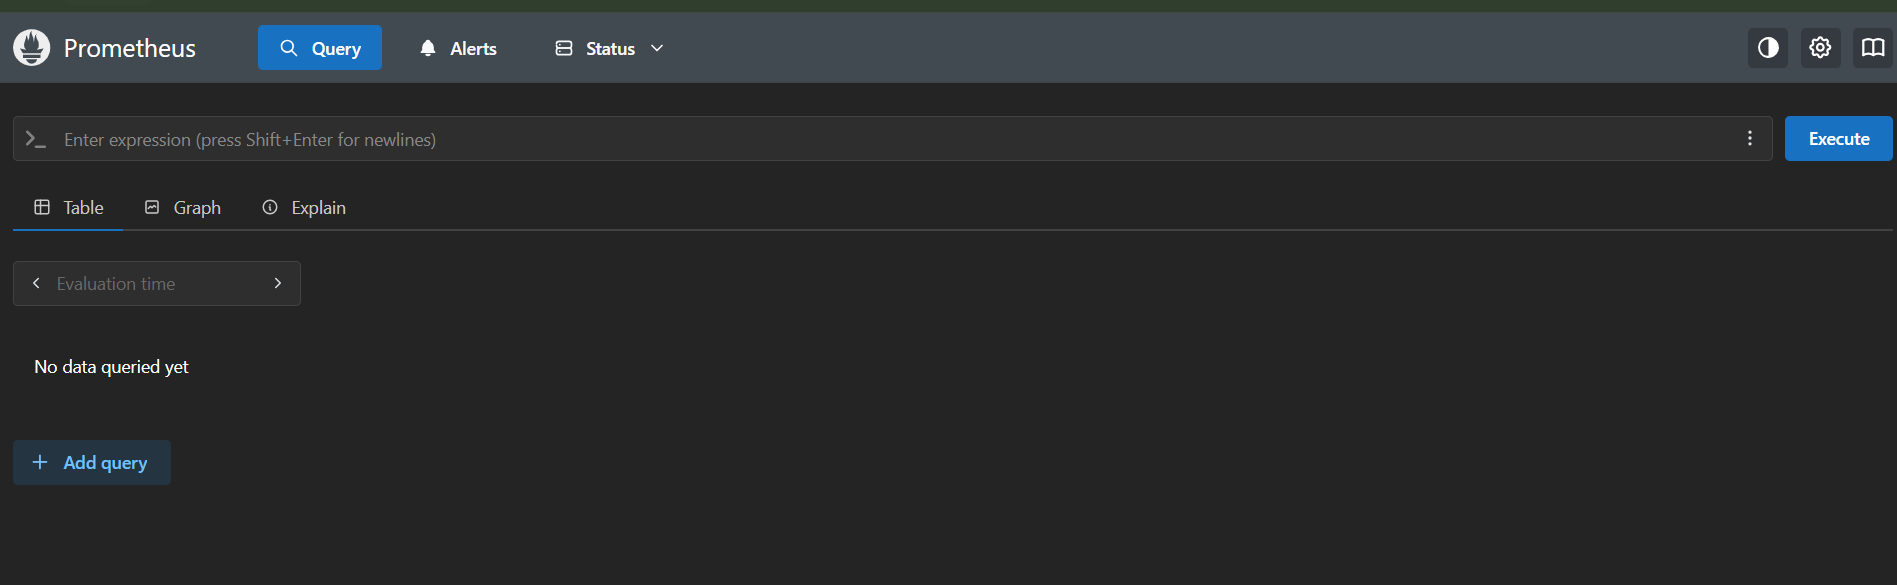 Prometheus
Query
Alerts
Status
Enter expression (press Shift+Enter for newlines)
Execute
Table
Graph
Explain
Evaluation time
No data queried yet
Add query